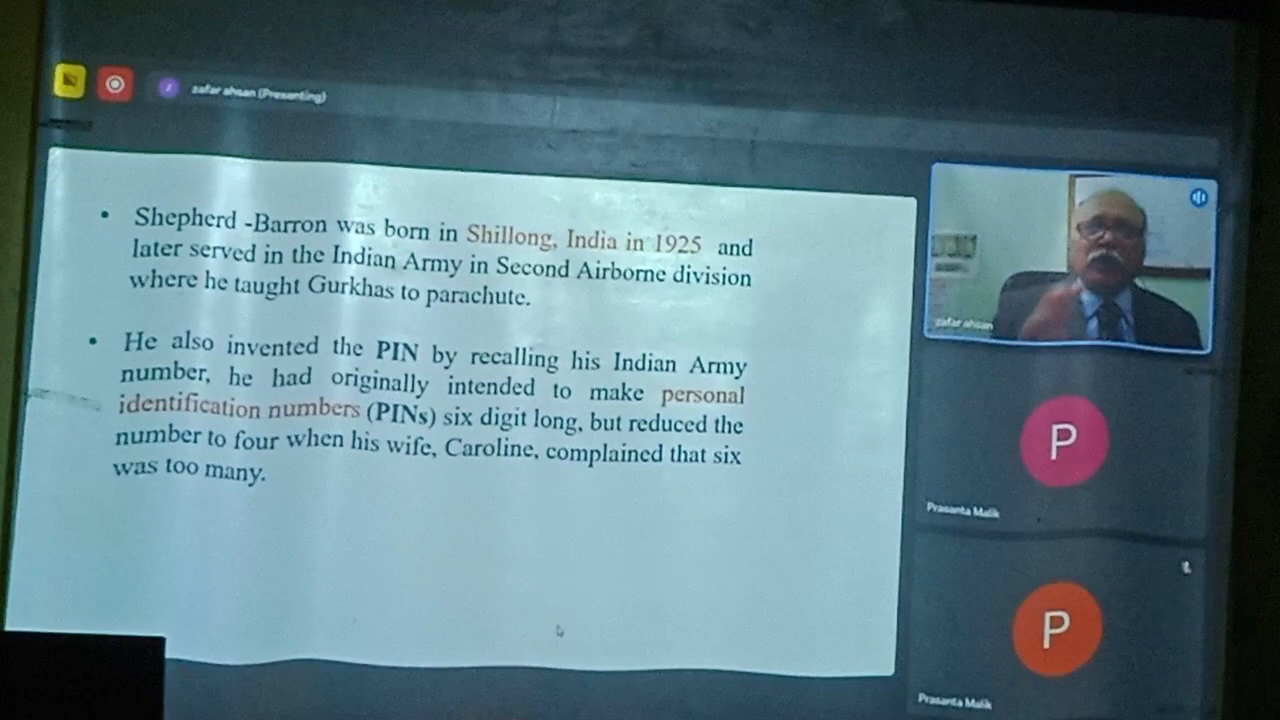 zafar ahsan (Presenting)
• Shepherd -Barron was born in Shillong, India in 1925 and
later served in the Indian Army in Second Airborne division
where he taught Gurkhas to parachute.
• He also invented the PIN by recalling his Indian Army
number, he had originally intended to make personal
identification numbers (PINs) six digit long, but reduced the
number to four when his wife, Caroline, complained that six
was too many.
zafar ahsan
P
Prasanta Malik
P
Prasanta Malik